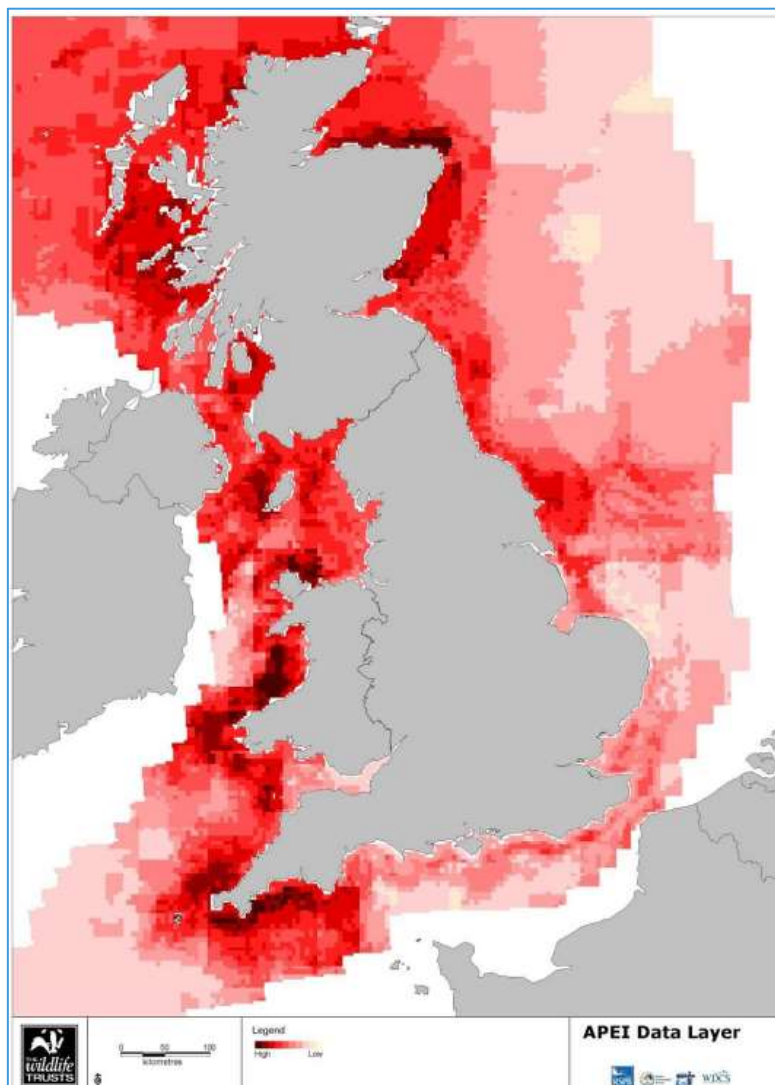 THE
wildlife
TRUSTS
0 50 100
kilometres
Legend
High Low
APEI Data Layer
WDCS